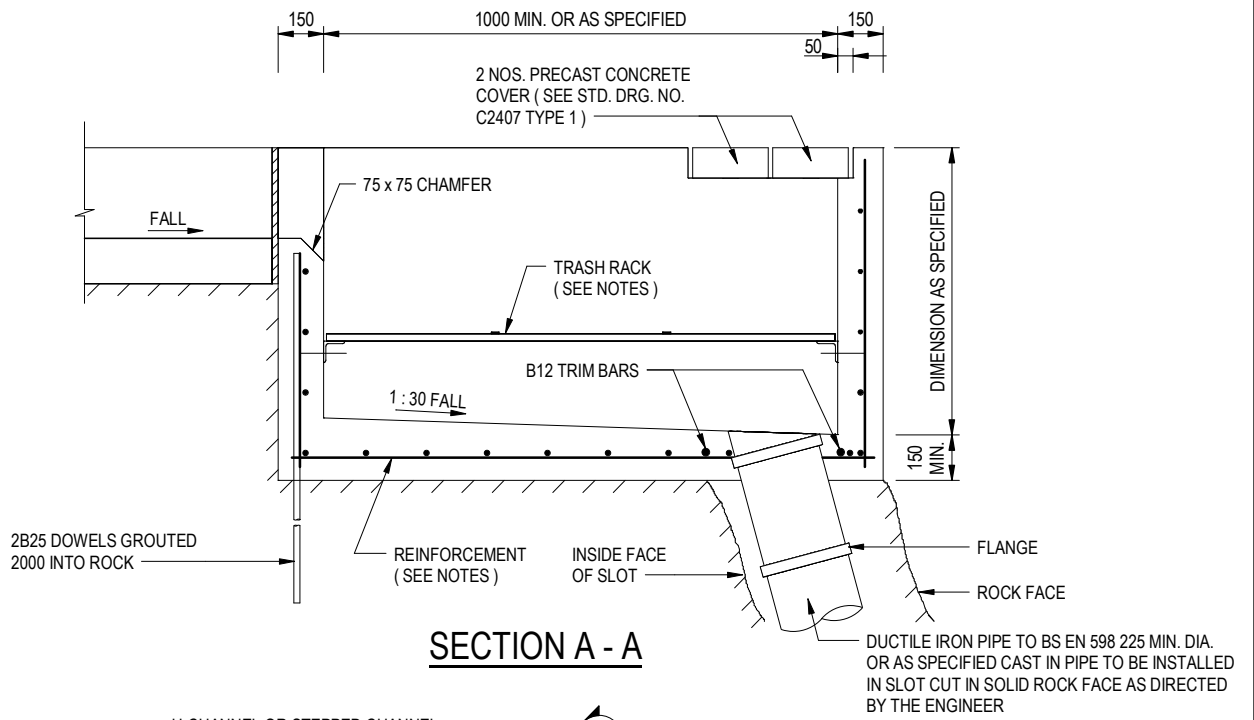 150
1000 MIN. OR AS SPECIFIED
150
50
2 NOS. PRECAST CONCRETE
COVER ( SEE STD. DRG. NO.
C2407 TYPE 1 )
75 x 75 CHAMFER
FALL
TRASH RACK
( SEE NOTES )
DIMENSION AS SPECIFIED
B12 TRIM BARS
1 : 30 FALL
150
MIN.
2B25 DOWELS GROUTED
2000 INTO ROCK
REINFORCEMENT
( SEE NOTES )
INSIDE FACE
OF SLOT
FLANGE
ROCK FACE
SECTION A - A
DUCTILE IRON PIPE TO BS EN 598 225 MIN. DIA.
OR AS SPECIFIED CAST IN PIPE TO BE INSTALLED
IN SLOT CUT IN SOLID ROCK FACE AS DIRECTED
BY THE ENGINEER